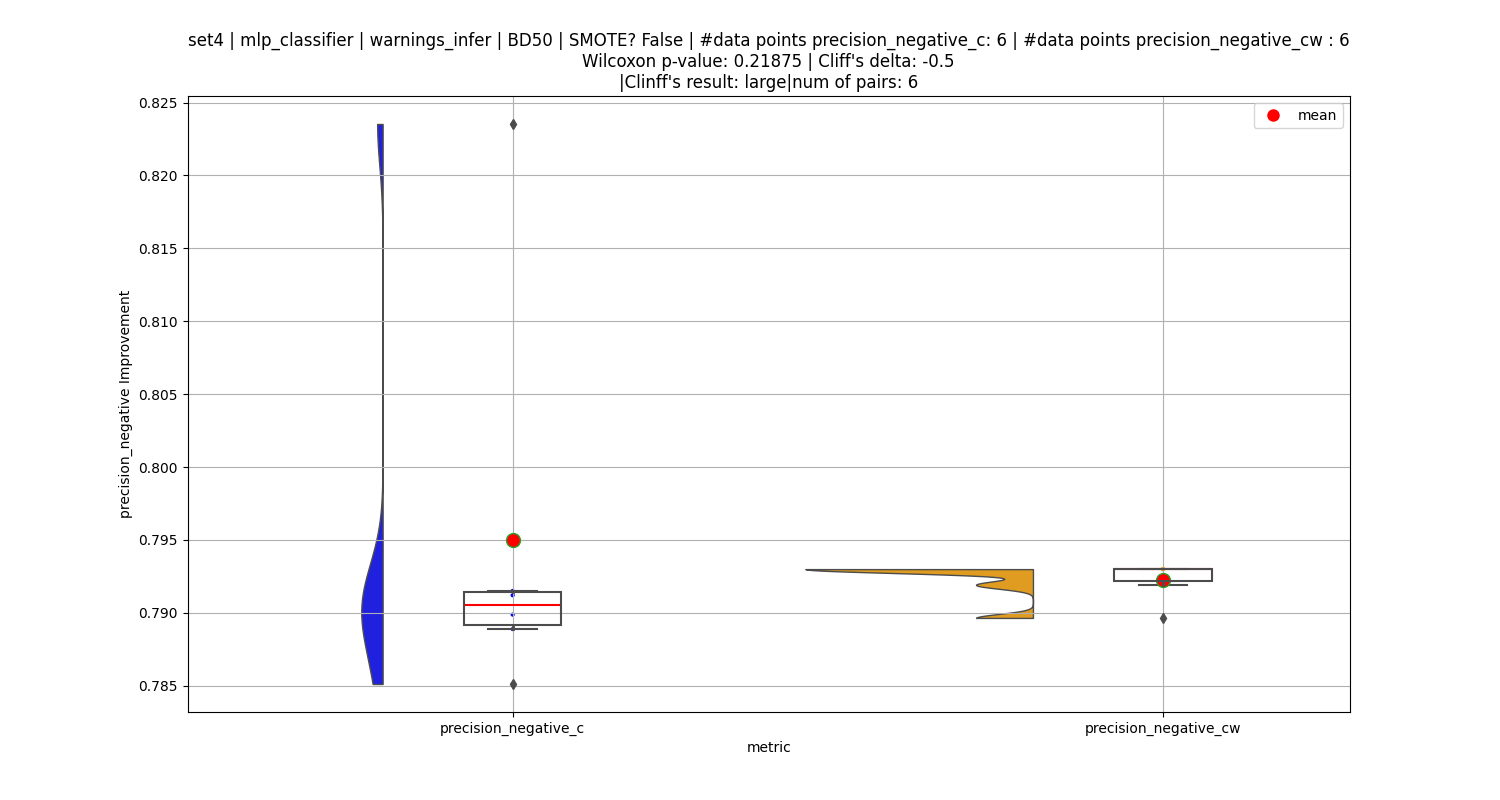 set4 | mlp_classifier | warnings_infer | BD50 | SMOTE? False | #data points precision_negative_c: 6 | #data points precision_negative_cw : 6
Wilcoxon p-value: 0.21875 | Cliff's delta: -0.5
|Clinff's result: large|num of pairs: 6
mean
0.825
0.820
0.815
0.810
0.805
0.800
0.795
0.790
0.785
precision_negative Improvement
precision_negative_c
precision_negative_cw
metric